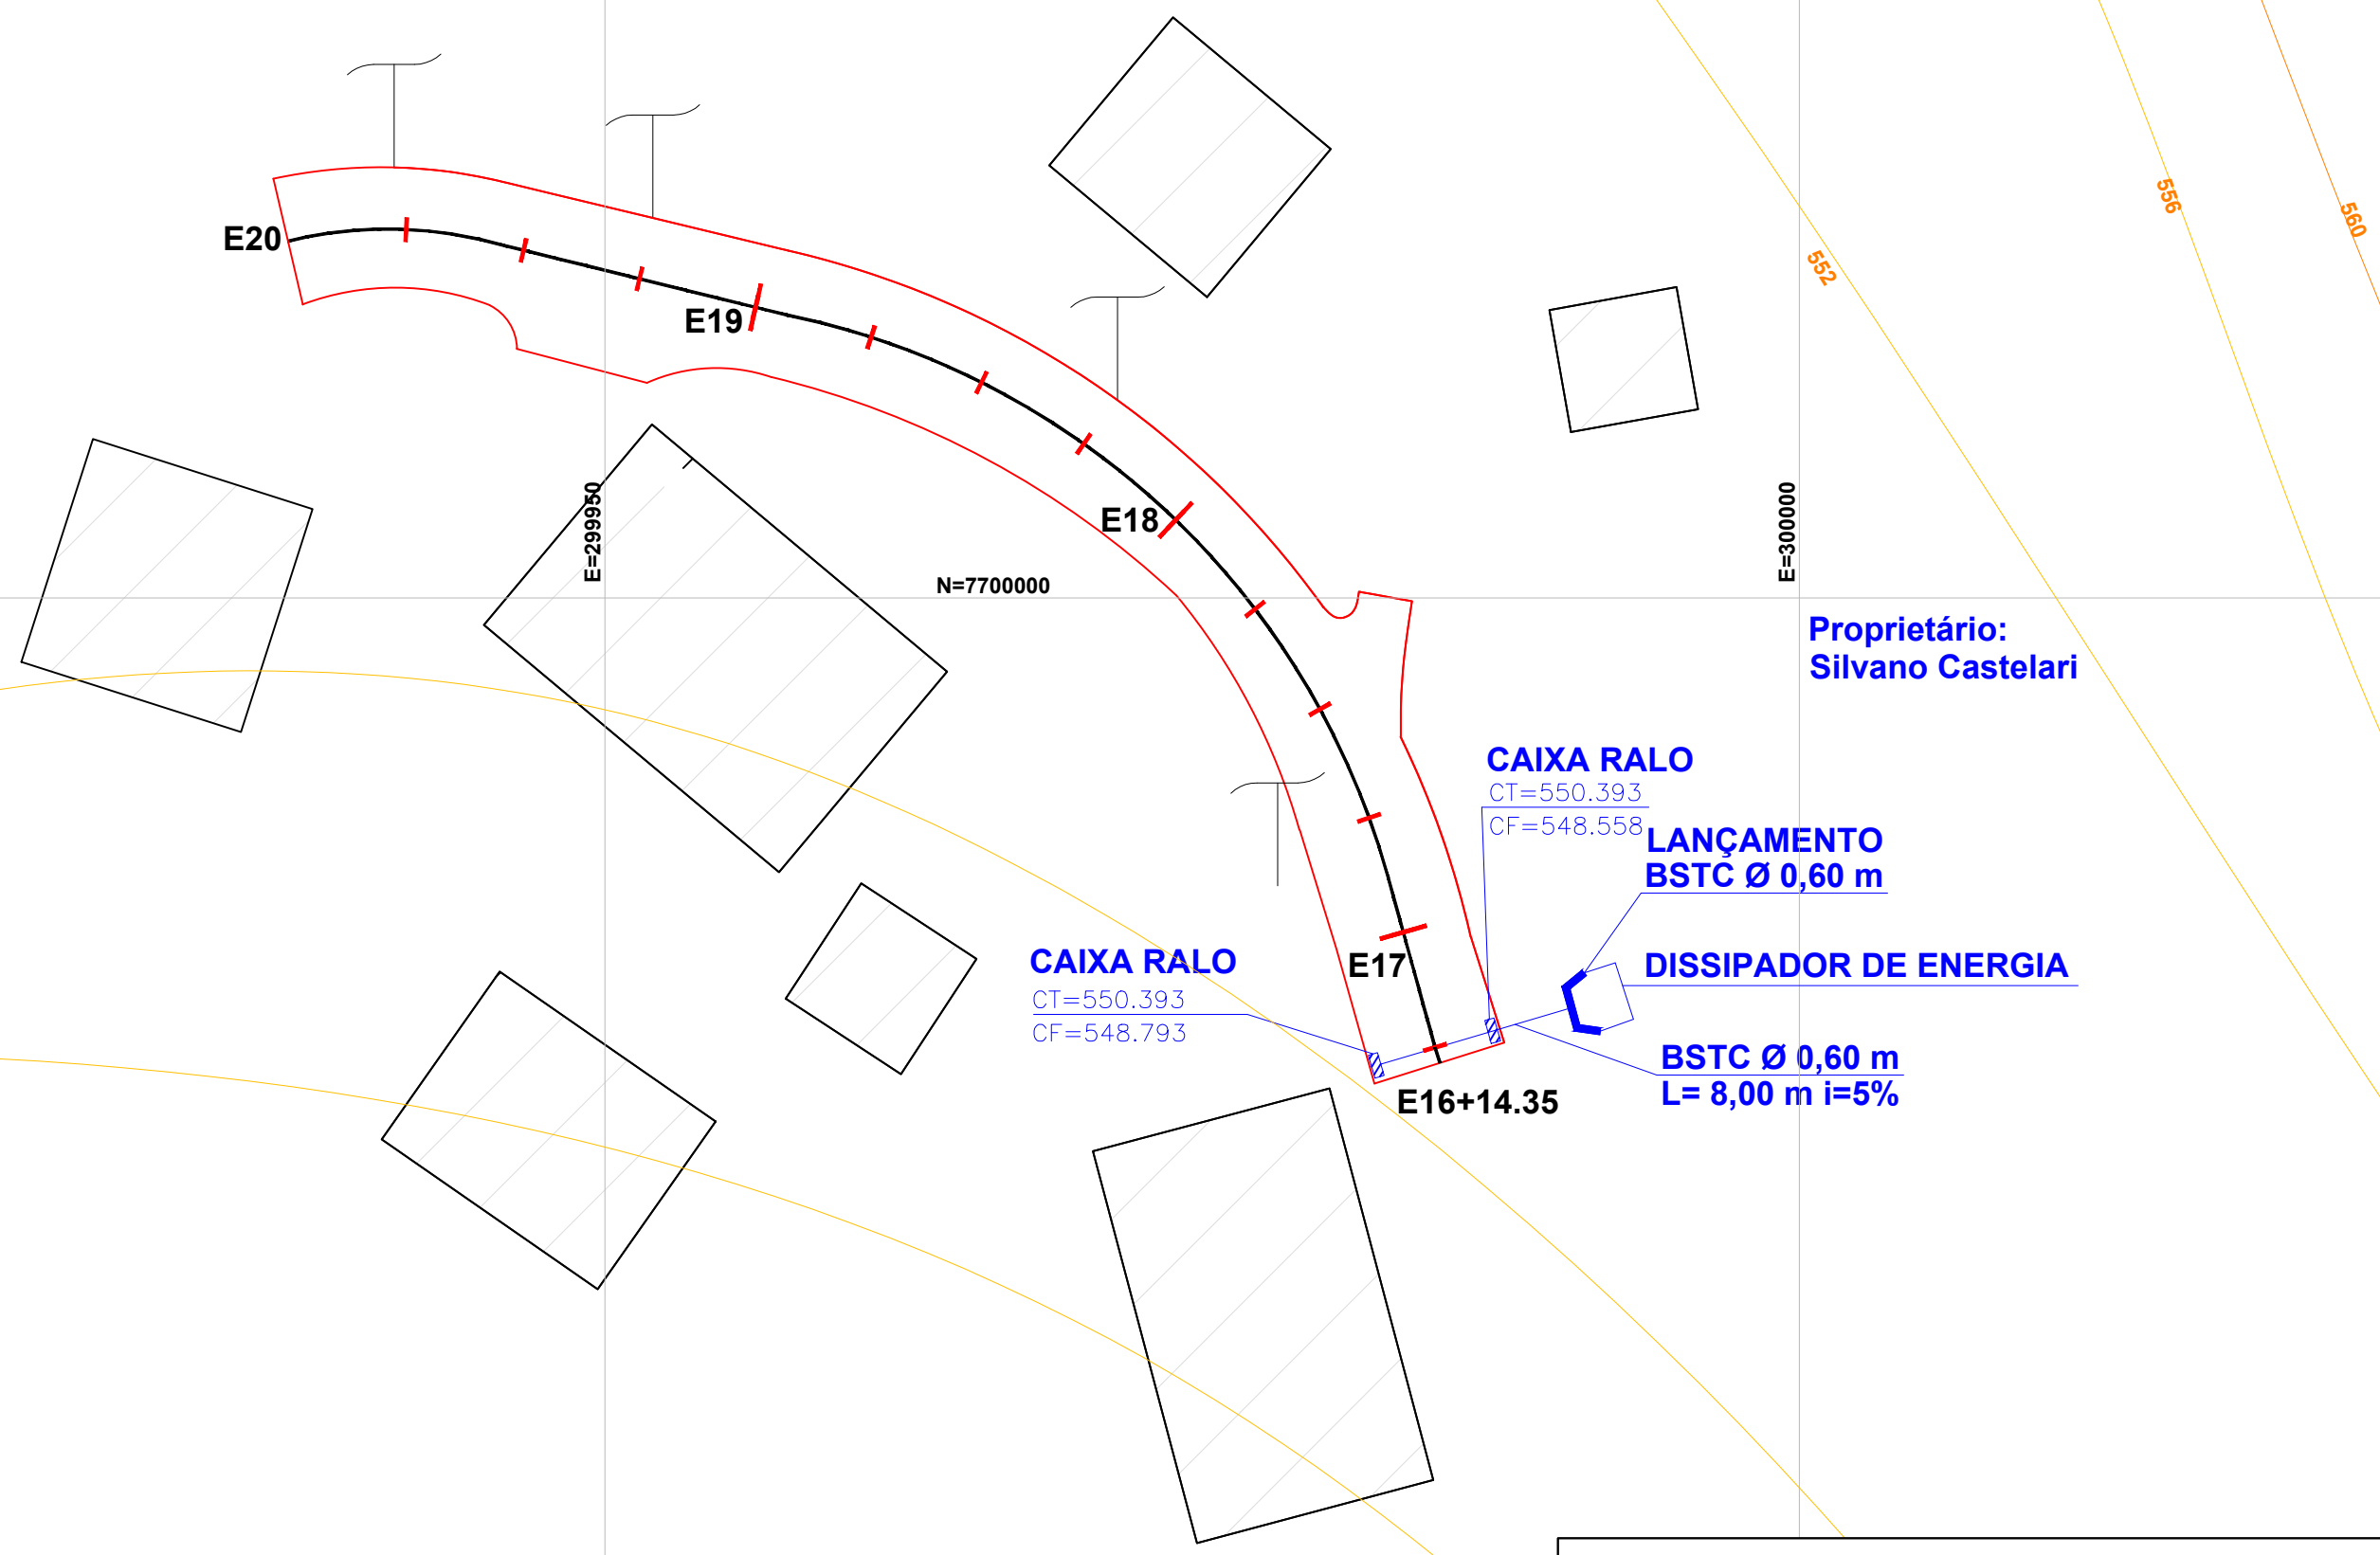 556
560
E20
552
E19
E=299950
E18
E=300000
N=7700000
Proprietário:
Silvano Castelari
CAIXA RALO
CT=550.393
CF=548.558
LANÇAMENTO
BSTC Ø 0,60 m
CAIXA RALO
CT=550.393
CF=548.793
E17
DISSIPADOR DE ENERGIA
BSTC Ø 0,60 m
L= 8,00 m i=5%
E16+14.35